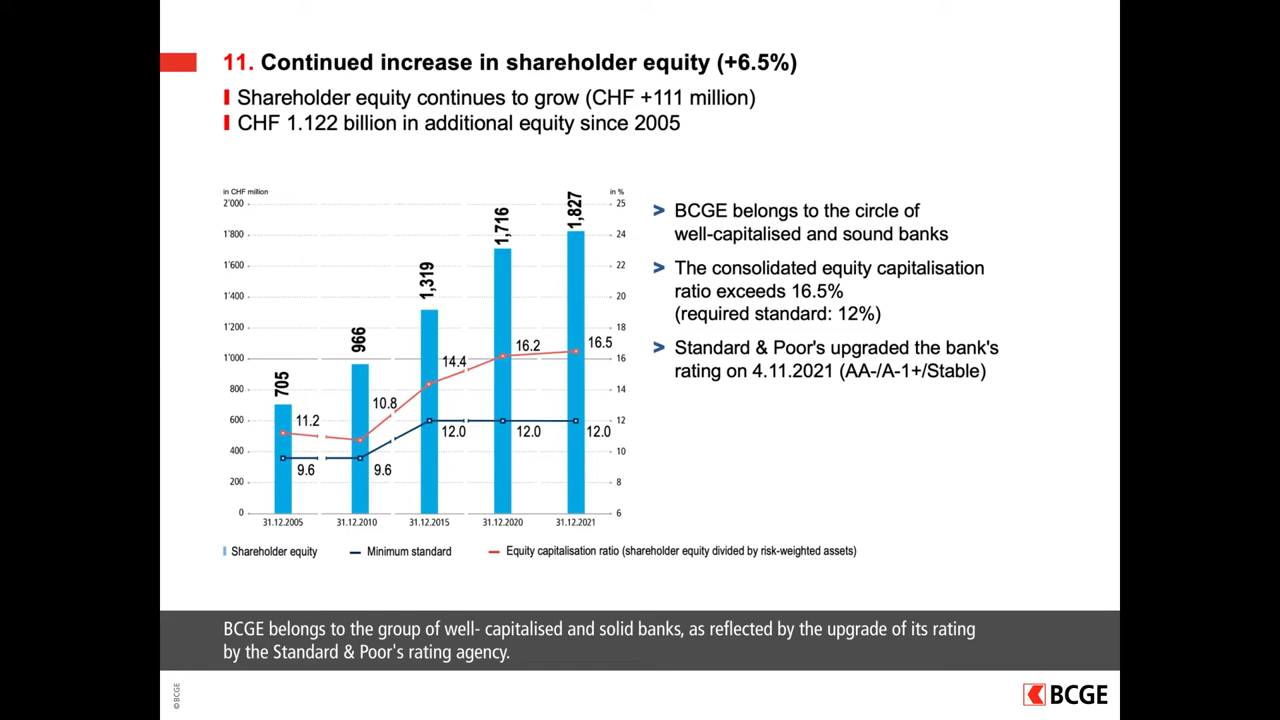 11. Continued increase in shareholder equity (+6.5%)
Shareholder equity continues to grow (CHF +111 million)
CHF 1.122 billion in additional equity since 2005
in CHF million
in %
2'000
1'800
1'600
1'400
1'200
1'000
800
600
400
200
0
25
24
22
20
18
16
14
12
10
8
6
705
966
1,319
1,716
1,827
11.2
10.8
14.4
16.2
16.5
9.6
9.6
12.0
12.0
12.0
31.12.2005
31.12.2010
31.12.2015
31.12.2020
31.12.2021
Shareholder equity
Minimum standard
Equity capitalisation ratio (shareholder equity divided by risk-weighted assets)
> BCGE belongs to the circle of
well-capitalised and sound banks
> The consolidated equity capitalisation
ratio exceeds 16.5%
(required standard: 12%)
> Standard & Poor's upgraded the bank's
rating on 4.11.2021 (AA-/A-1+/Stable)
BCGE belongs to the group of well- capitalised and solid banks, as reflected by the upgrade of its rating
by the Standard & Poor's rating agency.
© BCGE
BCGE